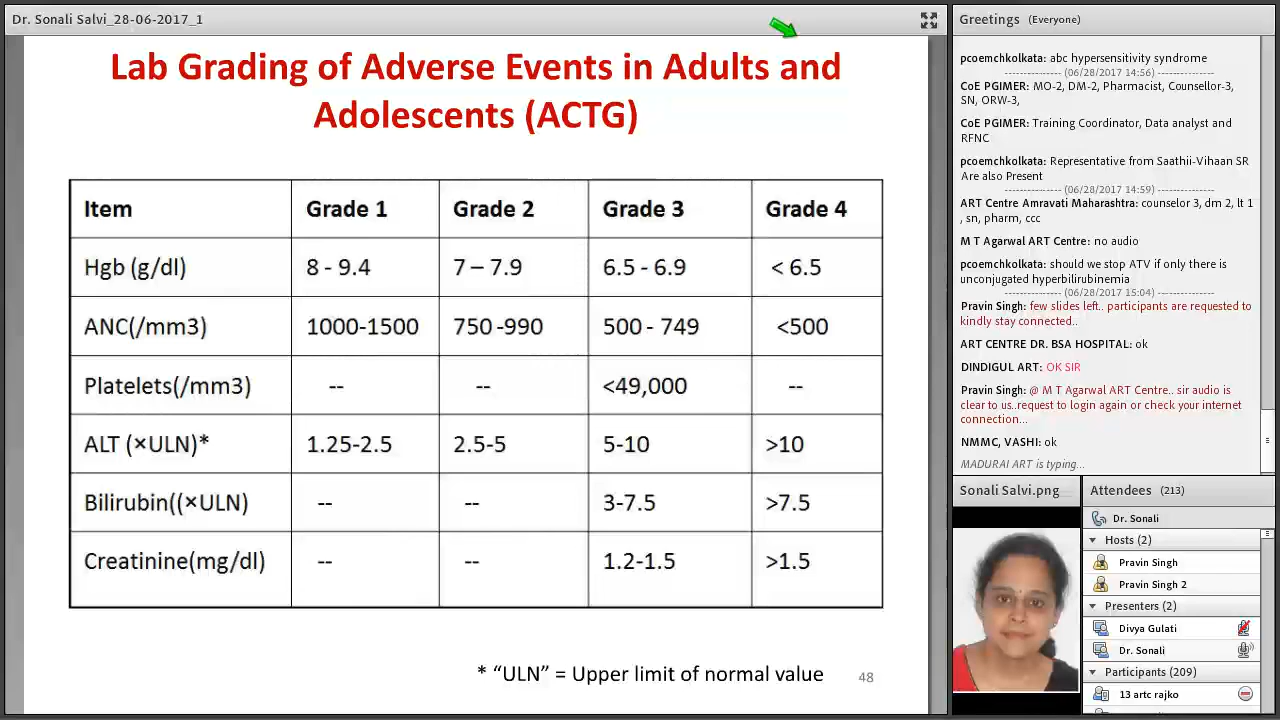 Dr. Sonali Salvi_28-06-2017_1
Lab Grading of Adverse Events in Adults and
Adolescents (ACTG)
Item Grade 1 Grade 2 Grade 3 Grade 4
Hgb (g/dl) 8 - 9.4 7 – 7.9 6.5 - 6.9 < 6.5
ANC(/mm3) 1000-1500 750 -990 500 - 749 <500
Platelets(/mm3) -- -- <49,000 --
ALT (×ULN)* 1.25-2.5 2.5-5 5-10 >10
Bilirubin((×ULN) -- -- 3-7.5 >7.5
Creatinine(mg/dl) -- -- 1.2-1.5 >1.5
* “ULN” = Upper limit of normal value
48
Greetings (Everyone)
pcoemchkolkata: abc hypersensitivity syndrome
--------------- (06/28/2017 14:56) ---------------
CoE PGIMER: MO-2, DM-2, Pharmacist, Counsellor-3,
SN, ORW-3,
CoE PGIMER: Training Coordinator, Data analyst and
RFNC
pcoemchkolkata: Representative from Saathii-Vihaan SR
Are also Present
--------------- (06/28/2017 14:59) ---------------
ART Centre Amravati Maharashtra: counselor 3, dm 2, lt 1
, sn, pharm, ccc
M T Agarwal ART Centre: no audio
pcoemchkolkata: should we stop ATV if only there is
unconjugated hyperbilirubinemia
--------------- (06/28/2017 15:04) ---------------
Pravin Singh: few slides left.. participants are requested to
kindly stay connected..
ART CENTRE DR. BSA HOSPITAL: ok
DINDIGUL ART: OK SIR
Pravin Singh: @ M T Agarwal ART Centre.. sir audio is
clear to us..request to login again or check your internet
connection...
NMMC, VASHI: ok
MADURAI ART is typing...
Sonali Salvi.png
Attendees (213)
Dr. Sonali
Hosts (2)
Pravin Singh
Pravin Singh 2
Presenters (2)
Divya Gulati
Dr. Sonali
Participants (209)
13 artc rajko